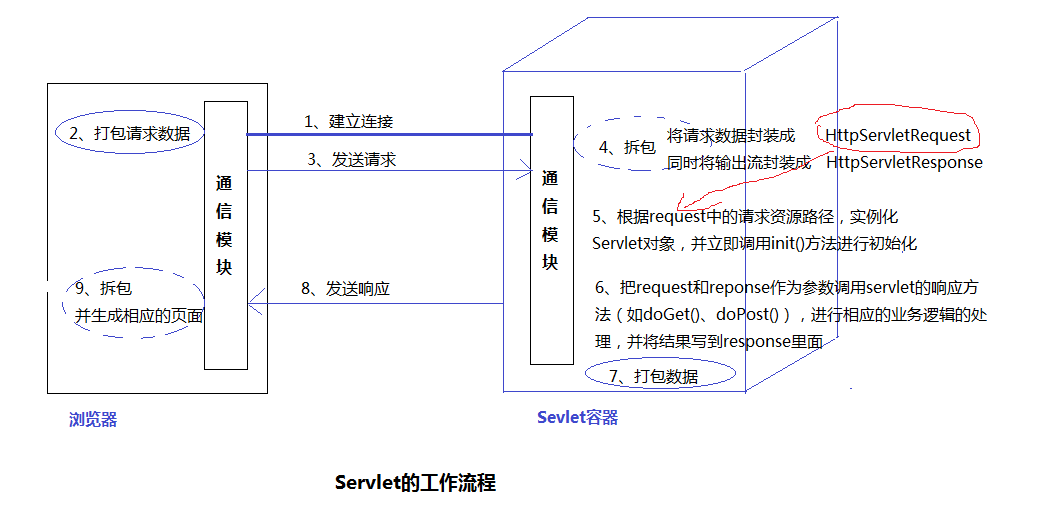 2、打包请求数据
通信模块
9、拆包
并生成相应的页面
浏览器
1、建立连接
3、发送请求
8、发送响应
通信模块
4、拆包
将请求数据封装成 HttpServletRequest
同时将输出流封装成 HttpServletResponse
5、根据request中的请求资源路径，实例化
Servlet对象，并立即调用init()方法进行初始化
6、把request和reponse作为参数调用servlet的响应方
法（如doGet()、doPost()），进行相应的业务逻辑的处
理，并将结果写到response里面
7、打包数据
Sevlet容器
Servlet的工作流程